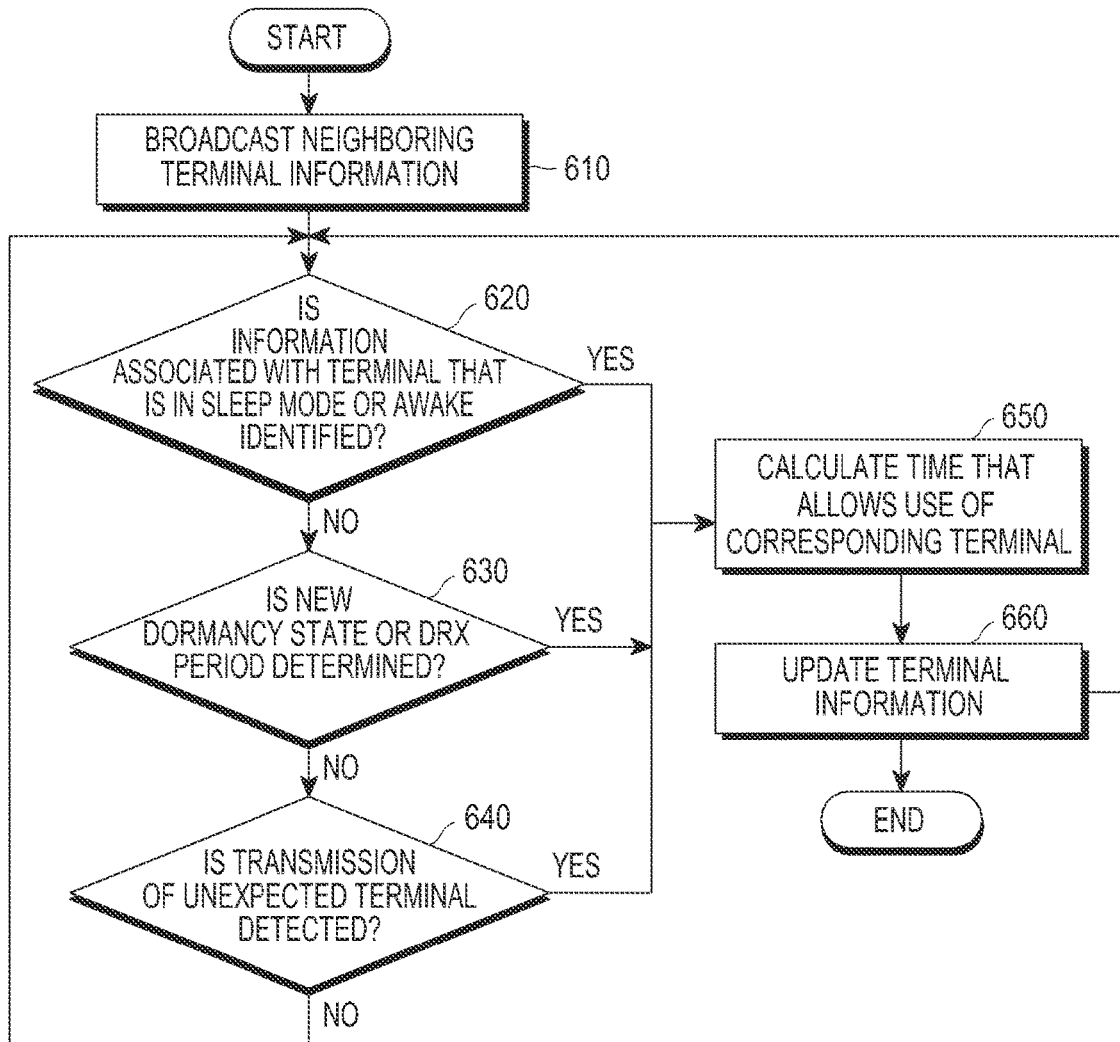 START
BROADCAST NEIGHBORING
TERMINAL INFORMATION
610
IS
INFORMATION
ASSOCIATED WITH TERMINAL THAT
IS IN SLEEP MODE OR AWAKE
IDENTIFIED?
620
YES
NO
IS NEW
DORMANCY STATE OR DRX
PERIOD DETERMINED?
630
YES
NO
IS TRANSMISSION
OF UNEXPECTED TERMINAL
DETECTED?
640
YES
NO
650
CALCULATE TIME THAT
ALLOWS USE OF
CORRESPONDING TERMINAL
660
UPDATE TERMINAL
INFORMATION
END